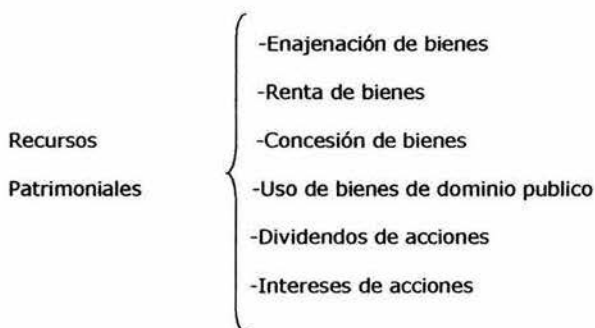 -Enajenación de bienes
-Renta de bienes
Recursos
-Concesión de bienes
Patrimoniales
-Uso de bienes de dominio publico
-Dividendos de acciones
-Intereses de acciones